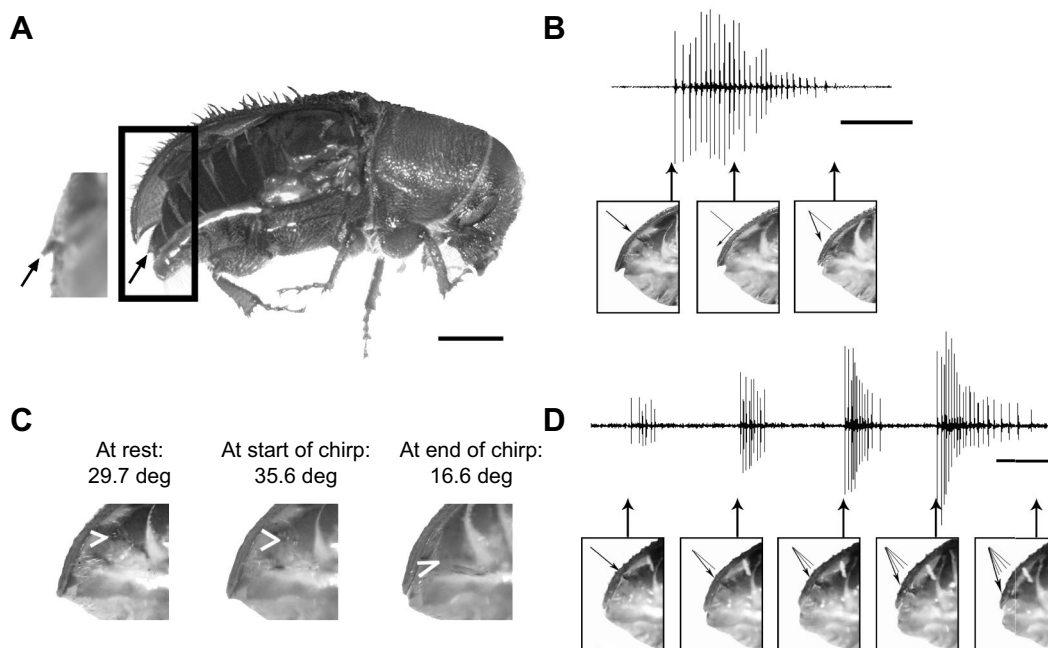 A
B
C
At rest:
29.7 deg
At start of chirp:
35.6 deg
At end of chirp:
16.6 deg
D